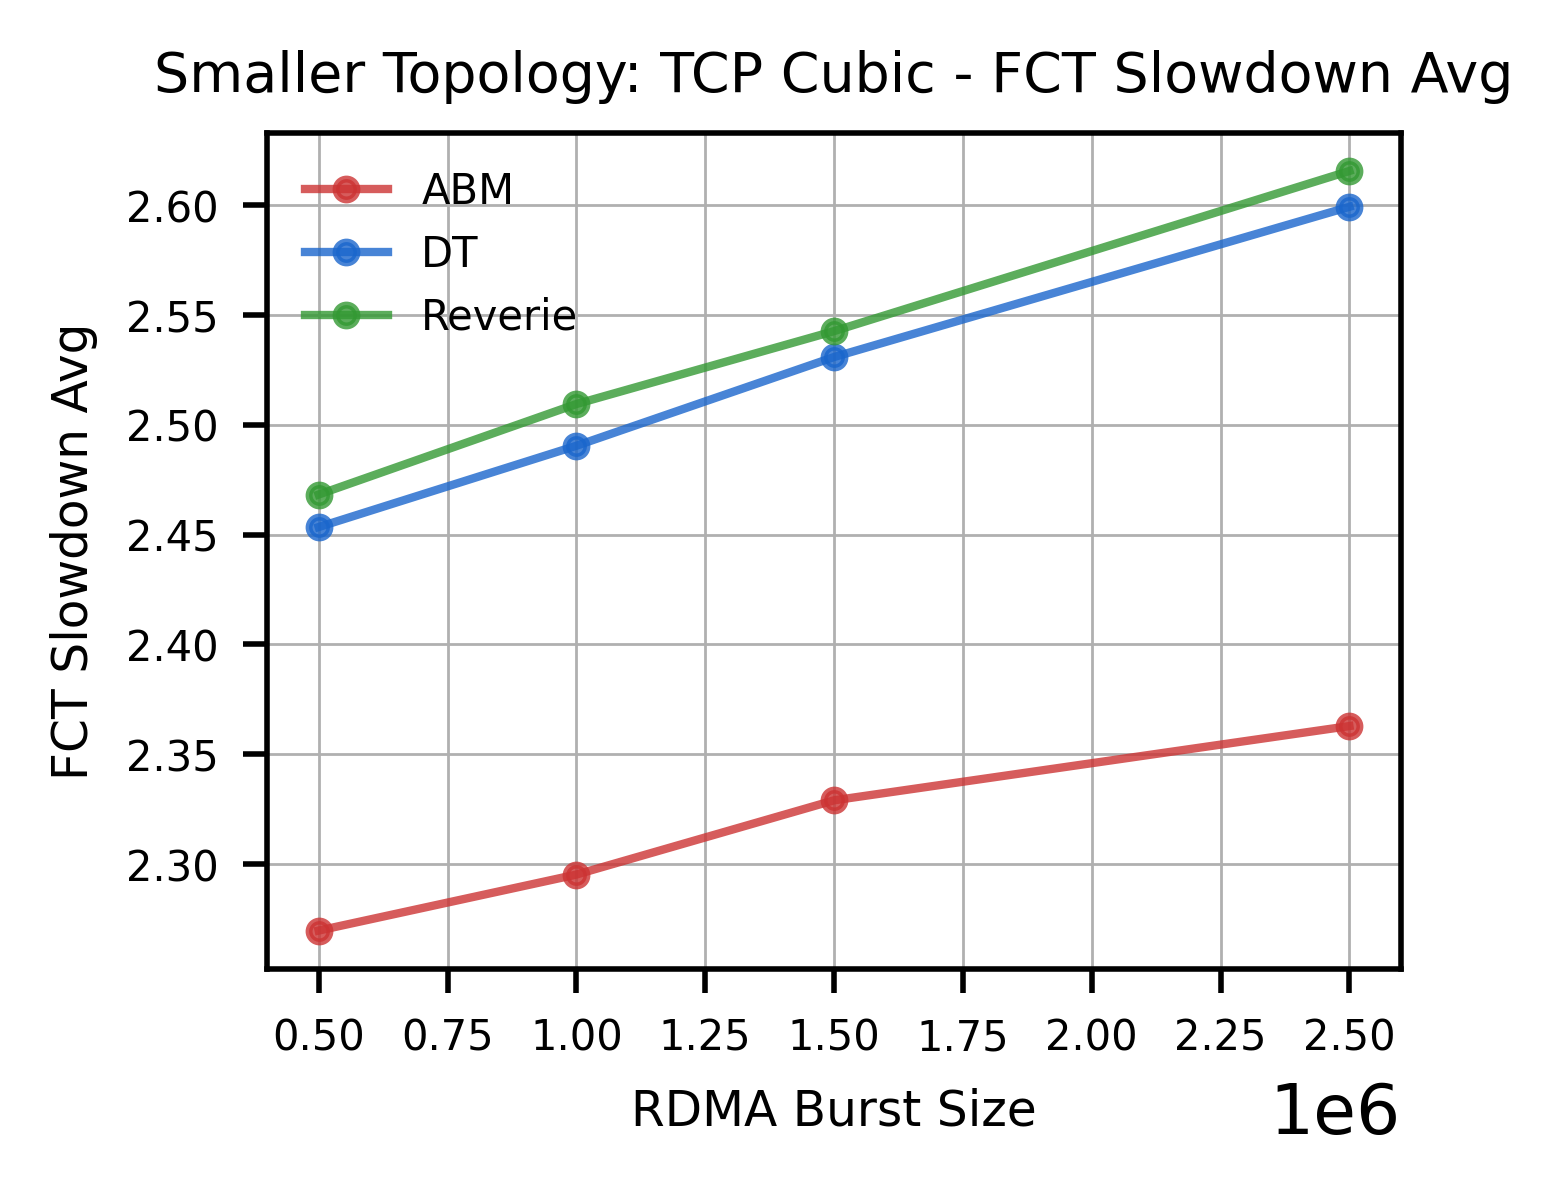 Smaller Topology: TCP Cubic - FCT Slowdown Avg
ABM
DT
Reverie
FCT Slowdown Avg
2.60
2.55
2.50
2.45
2.40
2.35
2.30
0.50 0.75 1.00 1.25 1.50 1.75 2.00 2.25 2.50
RDMA Burst Size
1e6